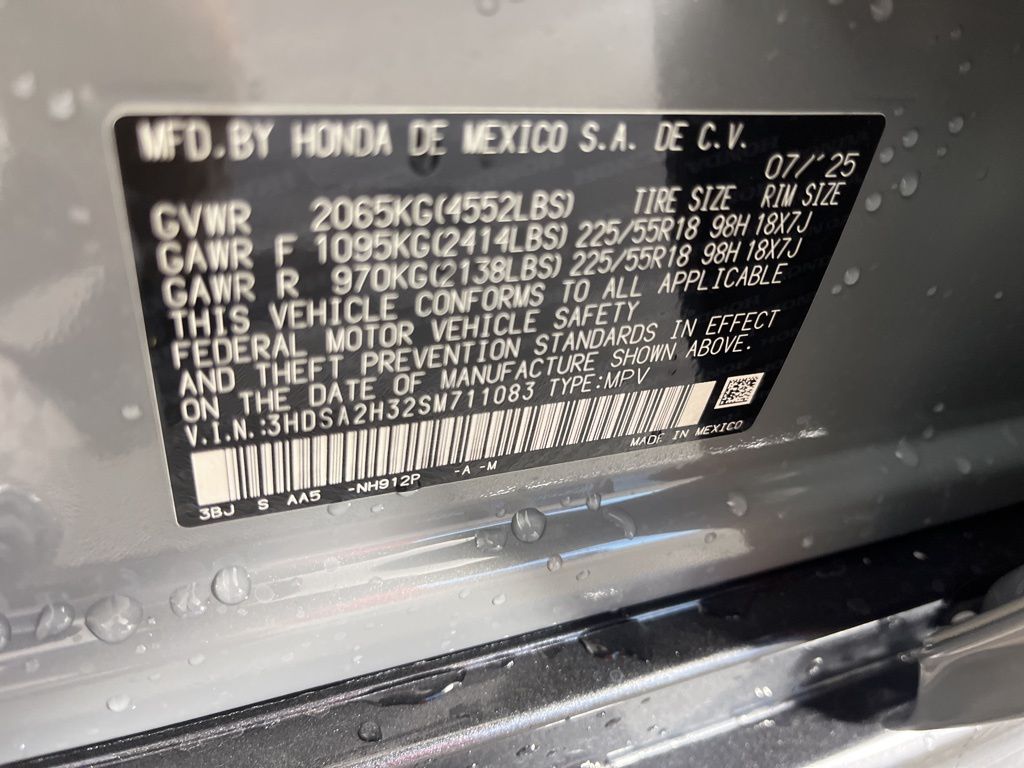 MFD.BY HONDA DE MEXICO S.A. DE C.V.
07/'25
GVWR 2065KG(4552LBS) TIRE SIZE RIM SIZE
GAWR F 1095KG(2414LBS) 225/55R18 98H 18X7J
GAWR R 970KG(2138LBS) 225/55R18 98H 18X7J
THIS VEHICLE CONFORMS TO ALL APPLICABLE
FEDERAL MOTOR VEHICLE SAFETY
AND THEFT PREVENTION STANDARDS IN EFFECT
ON THE DATE OF MANUFACTURE SHOWN ABOVE.
V.I.N.:3HDSA2H32SM711083 TYPE:MPV
MADE IN MEXICO
3BJ S AA5 -NH912P -A -M